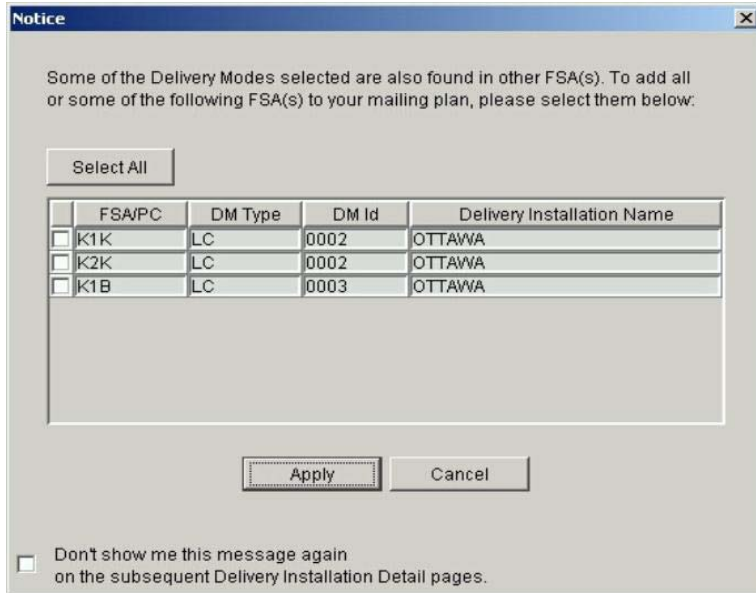 Notice
Some of the Delivery Modes selected are also found in other FSA(s). To add all
or some of the following FSA(s) to your mailing plan, please select them below:
Select All
FSA/PC DM Type DM Id Delivery Installation Name
K1K LC 0002 OTTAWA
K2K LC 0002 OTTAWA
K1B LC 0003 OTTAWA
Apply Cancel
Don't show me this message again
on the subsequent Delivery Installation Detail pages.